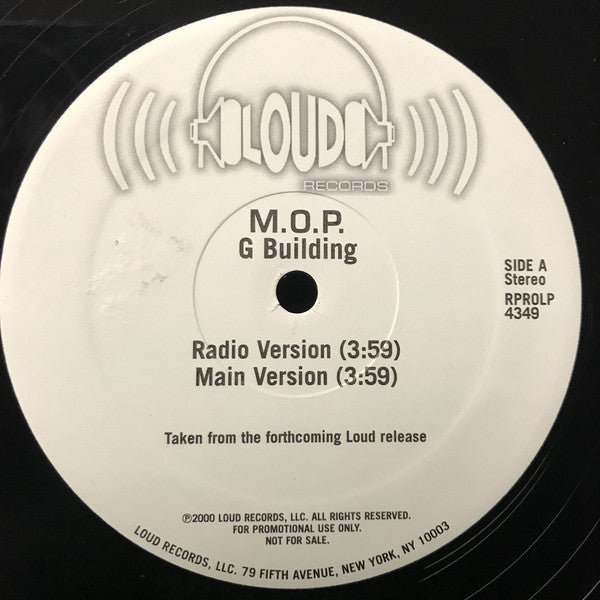 LOUD
RECORDS
M.O.P.
G Building
SIDE A
Stereo
RPROLP
4349
Radio Version (3:59)
Main Version (3:59)
Taken from the forthcoming Loud release
℗2000 LOUD RECORDS, LLC. ALL RIGHTS RESERVED.
FOR PROMOTIONAL USE ONLY.
NOT FOR SALE.
LOUD RECORDS, LLC. 79 FIFTH AVENUE, NEW YORK, NY 10003